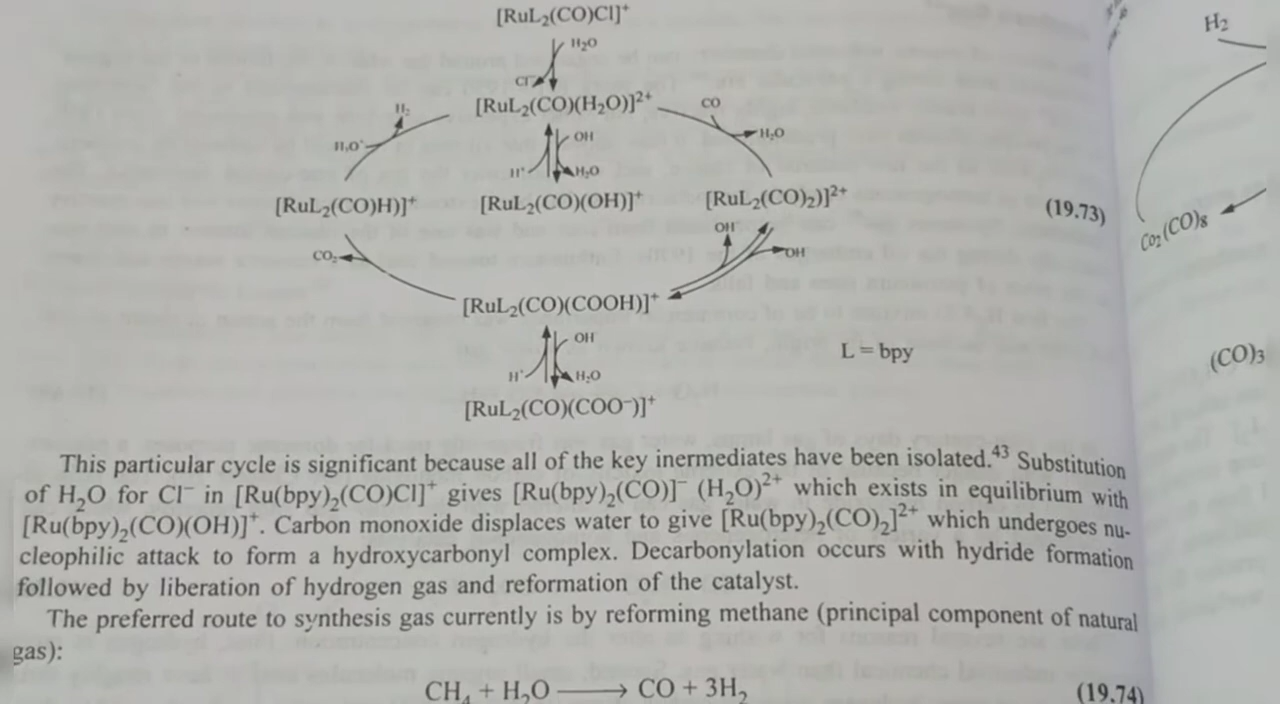 [RuL₂(CO)Cl]⁺
H₂O
Cl⁻
[RuL₂(CO)(H₂O)]²⁺
CO
H₂O
H₂
H₃O⁺
OH
H⁺
H₂O
[RuL₂(CO)H)]⁺
[RuL₂(CO)(OH)]⁺
[RuL₂(CO)₂)]²⁺
(19.73)
CO₂
OH
OH
[RuL₂(CO)(COOH)]⁺
OH
H⁺
H₂O
L = bpy
[RuL₂(CO)(COO⁻)]⁺
This particular cycle is significant because all of the key inermediates have been isolated.⁴³ Substitution
of H₂O for Cl⁻ in [Ru(bpy)₂(CO)Cl]⁺ gives [Ru(bpy)₂(CO)]⁻ (H₂O)²⁺ which exists in equilibrium with
[Ru(bpy)₂(CO)(OH)]⁺. Carbon monoxide displaces water to give [Ru(bpy)₂(CO)₂]²⁺ which undergoes nu-
cleophilic attack to form a hydroxycarbonyl complex. Decarbonylation occurs with hydride formation
followed by liberation of hydrogen gas and reformation of the catalyst.
The preferred route to synthesis gas currently is by reforming methane (principal component of natural
gas):
CH₄ + H₂O ⟶ CO + 3H₂
(19.74)
H₂
Co₂(CO)₈
(CO)₃